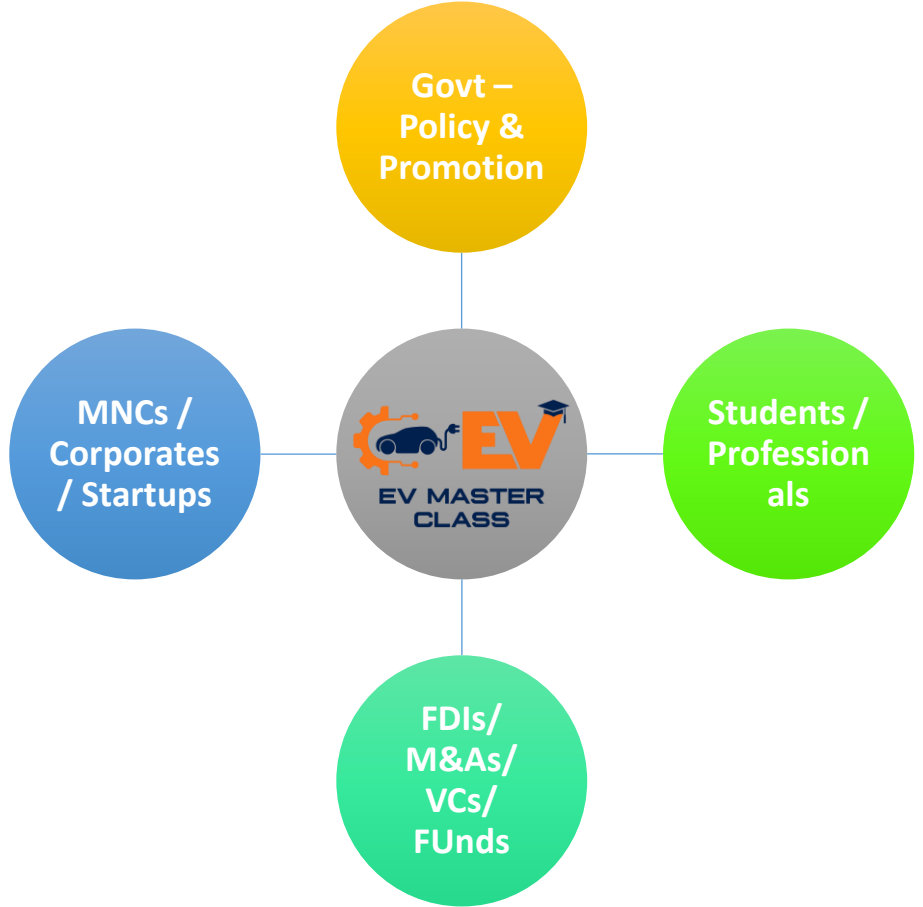 Govt –
Policy &
Promotion
MNCs /
Corporates
/ Startups
EV
EV MASTER
CLASS
Students /
Profession
als
FDIs/
M&As/
VCs/
FUnds